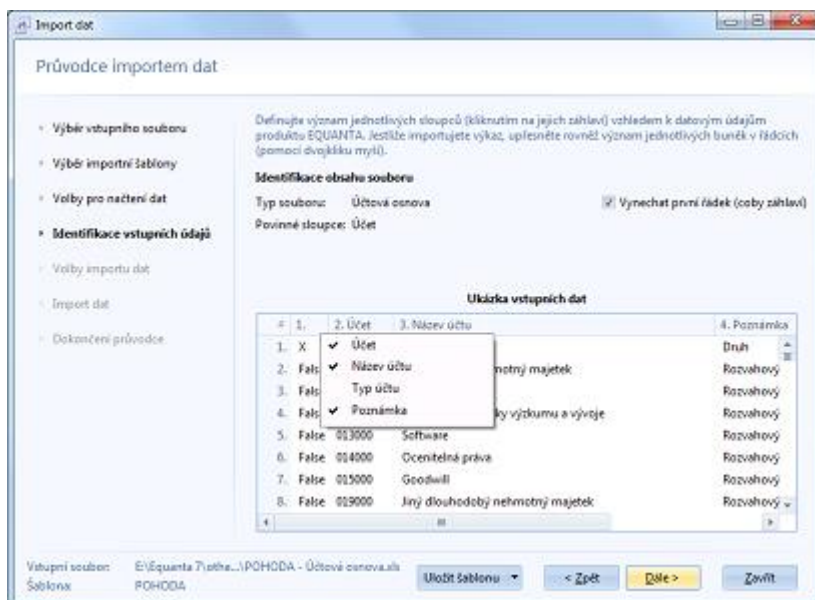 Import dat
Průvodce importem dat
Výběr vstupního souboru
Výběr importní šablony
Volby pro načtení dat
Identifikace vstupních údajů
Volby importu dat
Import dat
Dokončení průvodce
Definujte význam jednotlivých sloupců (kliknutím na jejich záhlaví) vzhledem k datovým údajům
produktu EQUANTA. Jestliže importujete výkaz, upřesněte rovněž význam jednotlivých buněk v řádcích
(pomocí dvojkliku myší).
Identifikace obsahu souboru
Typ souboru: Účtová osnova
Vynechat první řádek (coby záhlaví)
Povinné sloupce: Účet
Ukázka vstupních dat
# 1. 2. Účet 3. Název účtu 4. Poznámka
1. X Druh
2. Fals hmotný majetek Rozvahový
3. Fals Rozvahový
4. Fals ky výzkumu a vývoje Rozvahový
5. False 013000 Software Rozvahový
6. False 014000 Ocenitelná práva Rozvahový
7. False 015000 Goodwill Rozvahový
8. False 019000 Jiný dlouhodobý nehmotný majetek Rozvahový
Účet
Název účtu
Typ účtu
Poznámka
Vstupní soubor: E:\Equanta 7\othe...\POHODA - Účtová osnova.xls
Šablona: POHODA
Uložit šablonu
< Zpět
Dále >
Zavřít